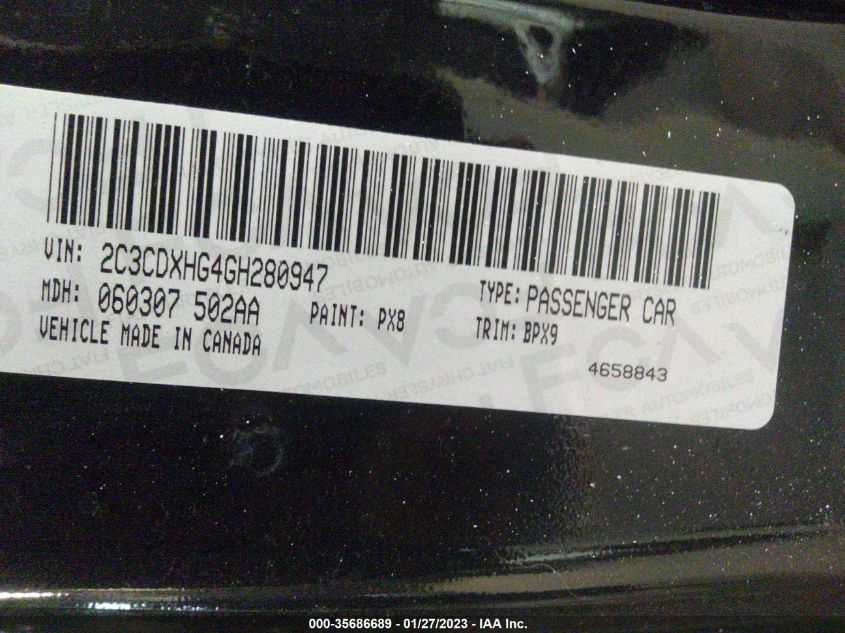 VIN: 2C3CDXHG4GH280947
MDH: 060307 502AA PAINT: PX8
TYPE: PASSENGER CAR
VEHICLE MADE IN CANADA
TRIM: BPX9
4658843
000-35686689 - 01/27/2023 - IAA Inc.